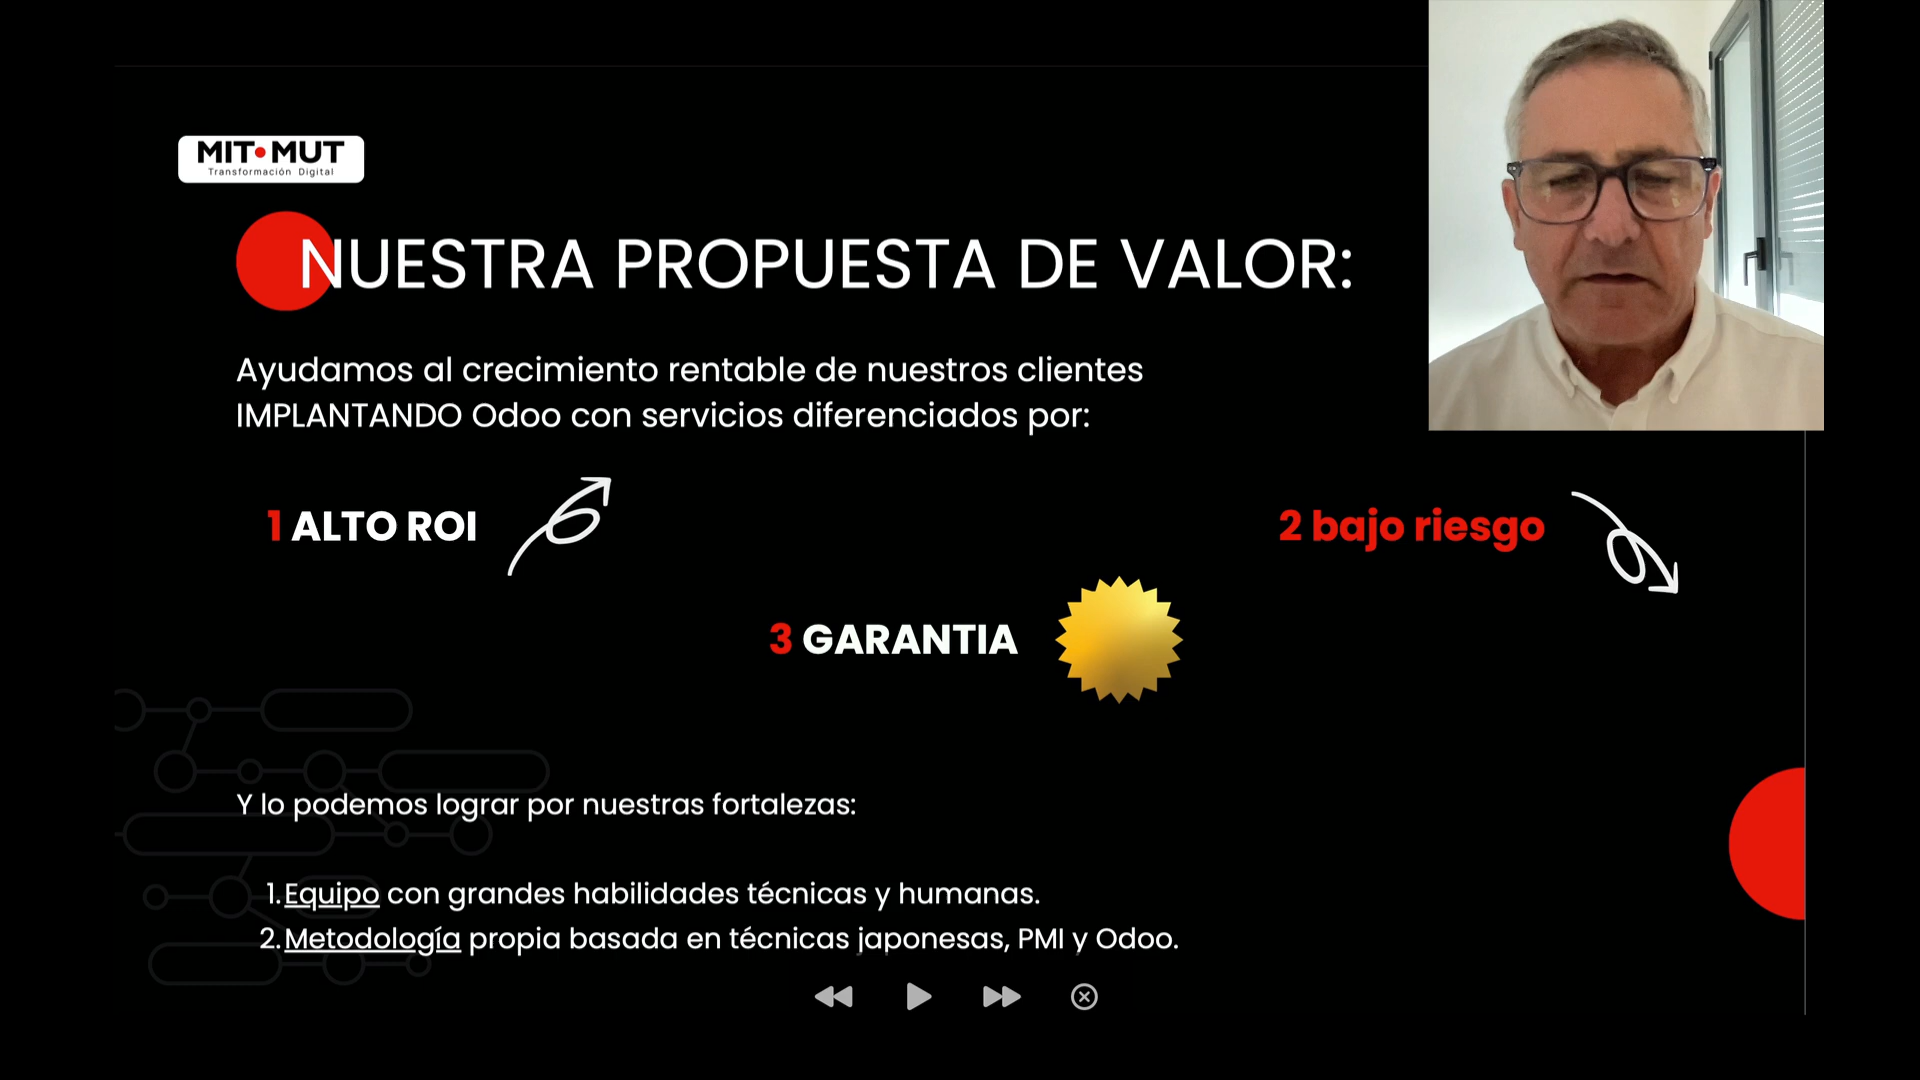 MIT•MUT
Transformación Digital
NUESTRA PROPUESTA DE VALOR:
Ayudamos al crecimiento rentable de nuestros clientes
IMPLANTANDO Odoo con servicios diferenciados por:
1 ALTO ROI
2 bajo riesgo
3 GARANTIA
Y lo podemos lograr por nuestras fortalezas:
1. Equipo con grandes habilidades técnicas y humanas.
2. Metodología propia basada en técnicas japonesas, PMI y Odoo.